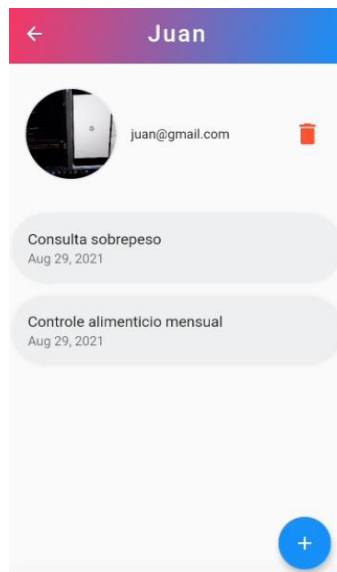 Juan
juan@gmail.com
Consulta sobrepeso
Aug 29, 2021
Controle alimenticio mensual
Aug 29, 2021